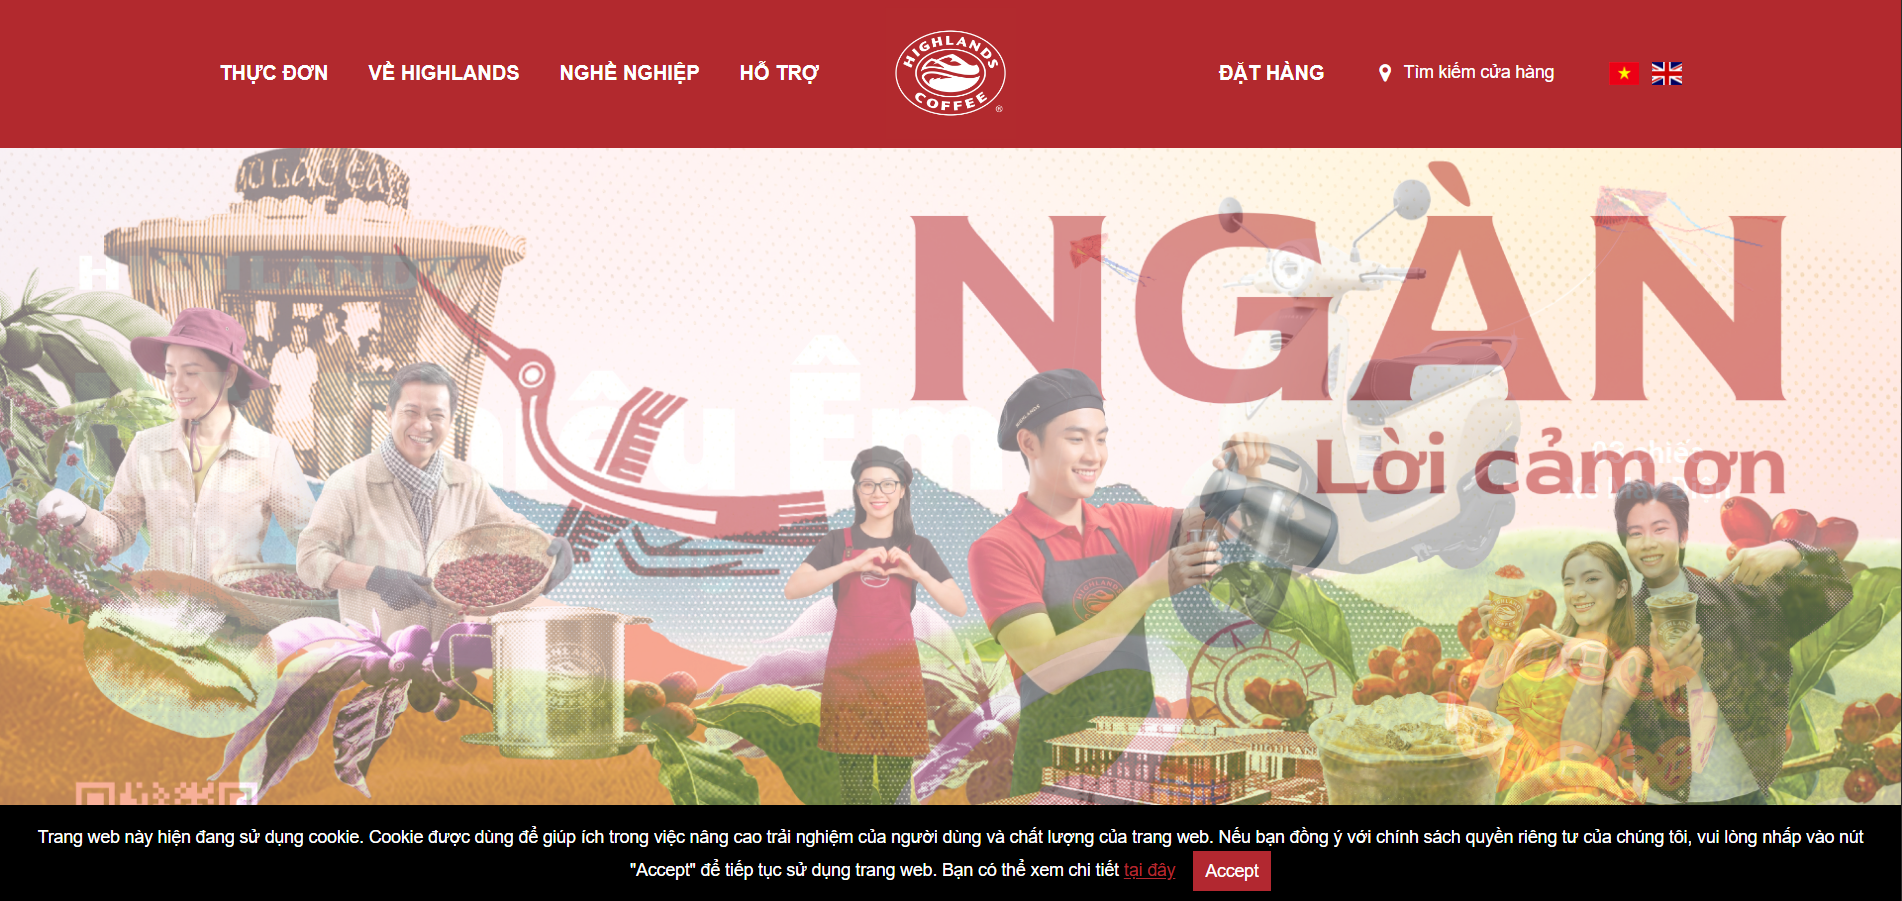 THỰC ĐƠN
VỀ HIGHLANDS
NGHỀ NGHIỆP
HỖ TRỢ
HIGHLANDS
COFFEE
®
ĐẶT HÀNG
Tìm kiếm cửa hàng
NGÀN
Lời cảm ơn
Xe Máy Điện
HIGHLANDS
Trang web này hiện đang sử dụng cookie. Cookie được dùng để giúp ích trong việc nâng cao trải nghiệm của người dùng và chất lượng của trang web. Nếu bạn đồng ý với chính sách quyền riêng tư của chúng tôi, vui lòng nhấp vào nút
"Accept" để tiếp tục sử dụng trang web. Bạn có thể xem chi tiết tại đây
Accept